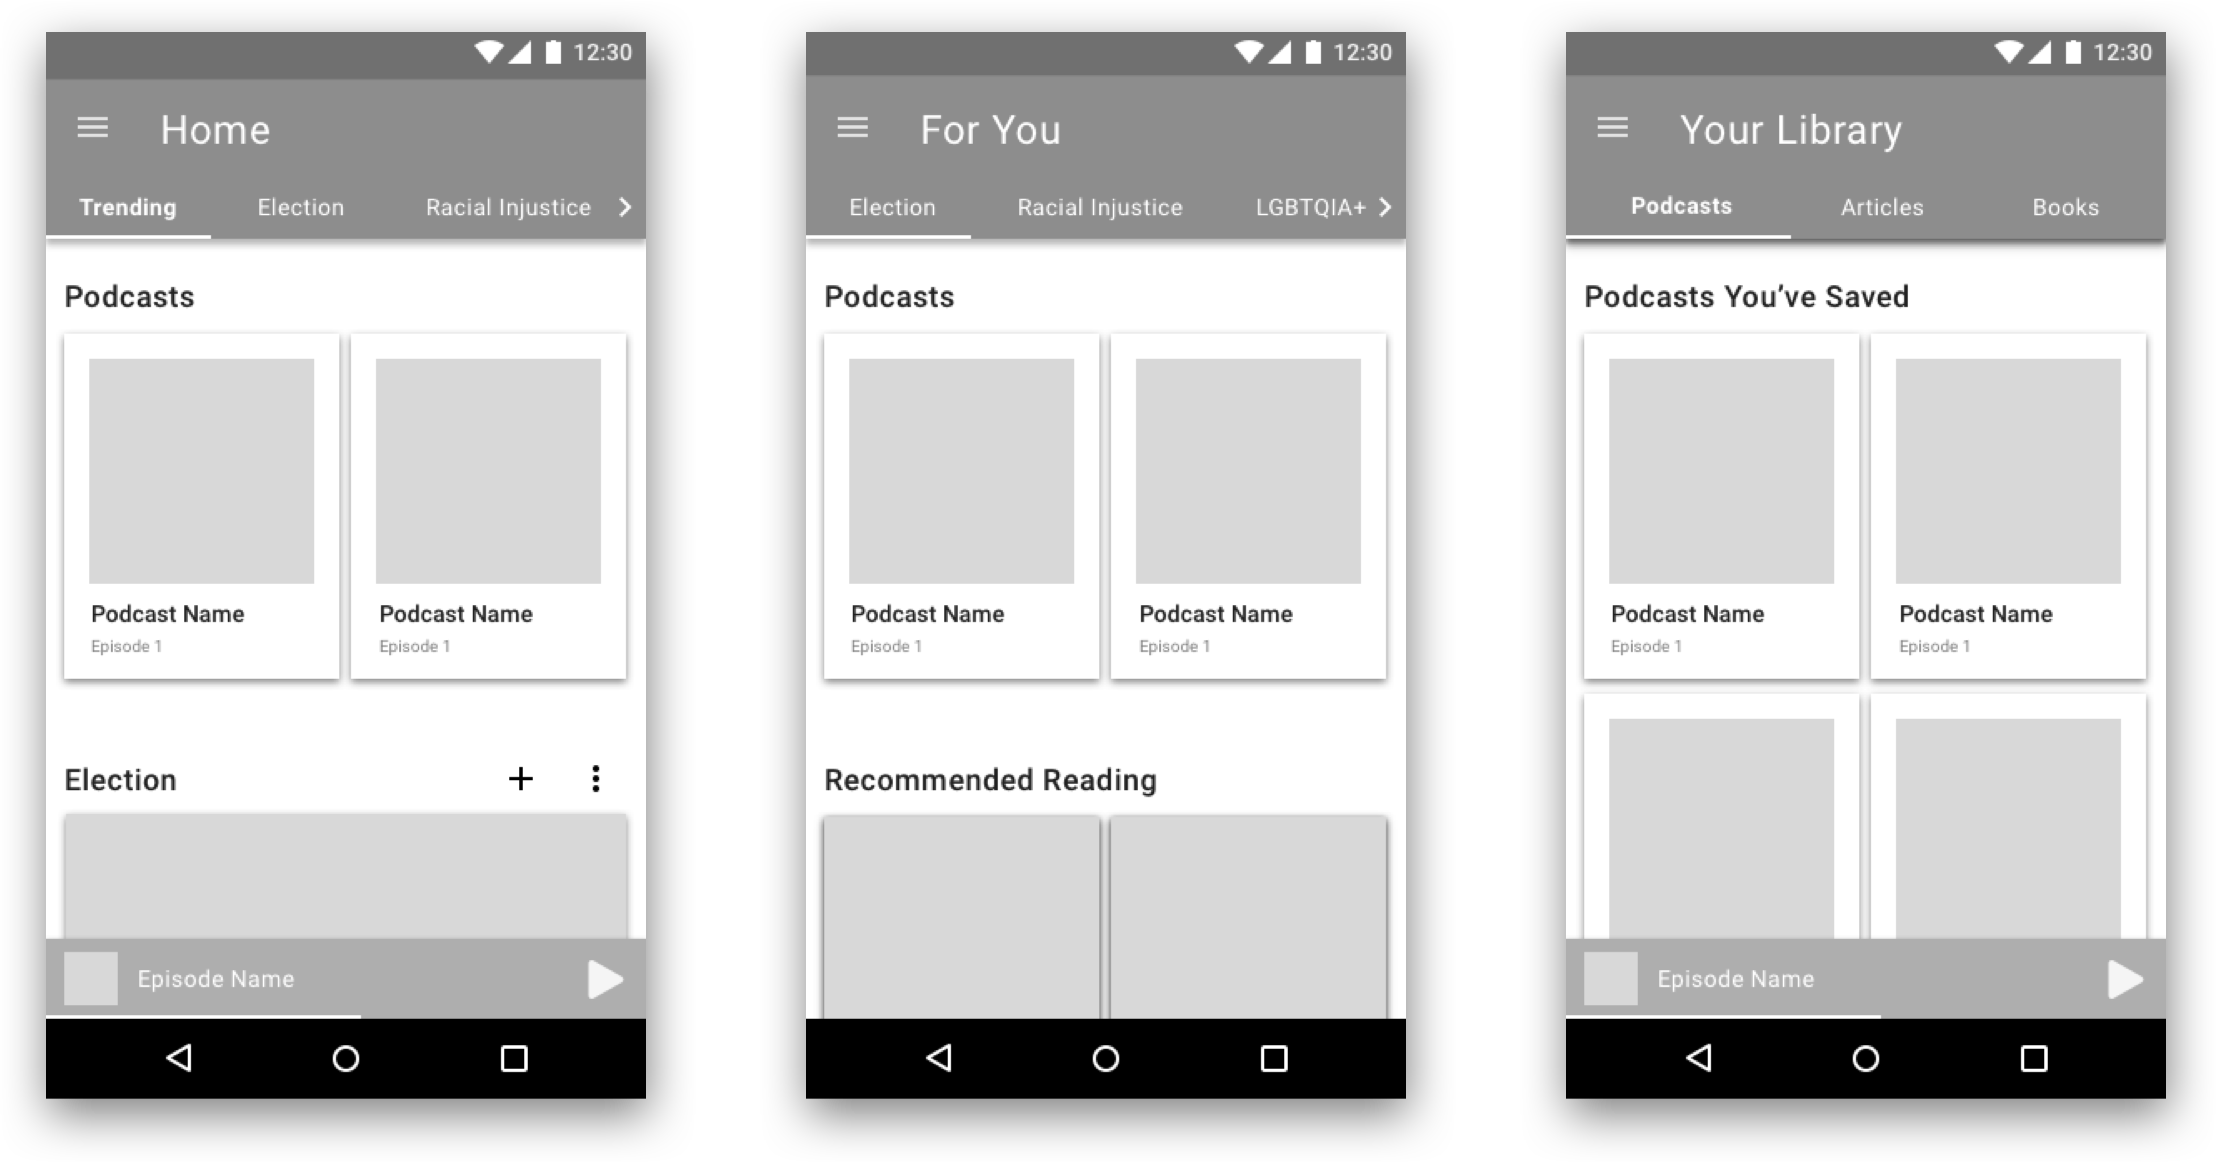 12:30
Home
Trending Election Racial Injustice
Podcasts
Podcast Name Podcast Name
Episode 1 Episode 1
Election
Episode Name
12:30
For You
Election Racial Injustice LGBTQIA+
Podcasts
Podcast Name Podcast Name
Episode 1 Episode 1
Recommended Reading
12:30
Your Library
Podcasts Articles Books
Podcasts You’ve Saved
Podcast Name Podcast Name
Episode 1 Episode 1
Episode Name